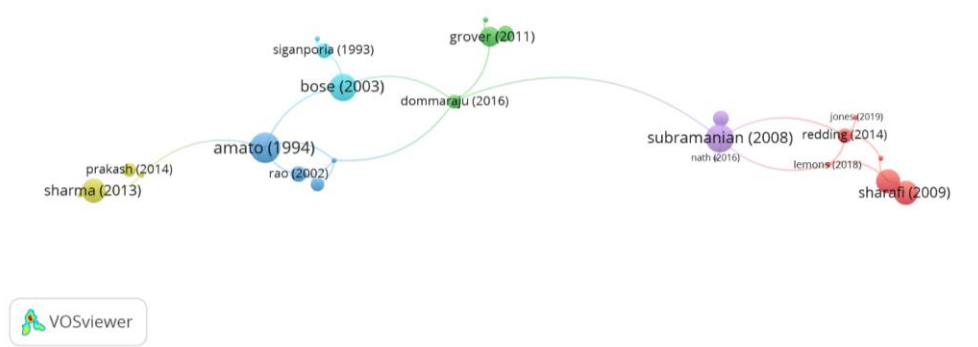 grover (2011)
siganporia (1993)
bose (2003)
dommaraju (2016)
jones (2019)
redding (2014)
subramanian (2008)
amato (1994)
nath (2016)
lemons (2018)
prakash (2014)
rao (2002)
sharma (2013)
sharafi (2009)
VOSviewer